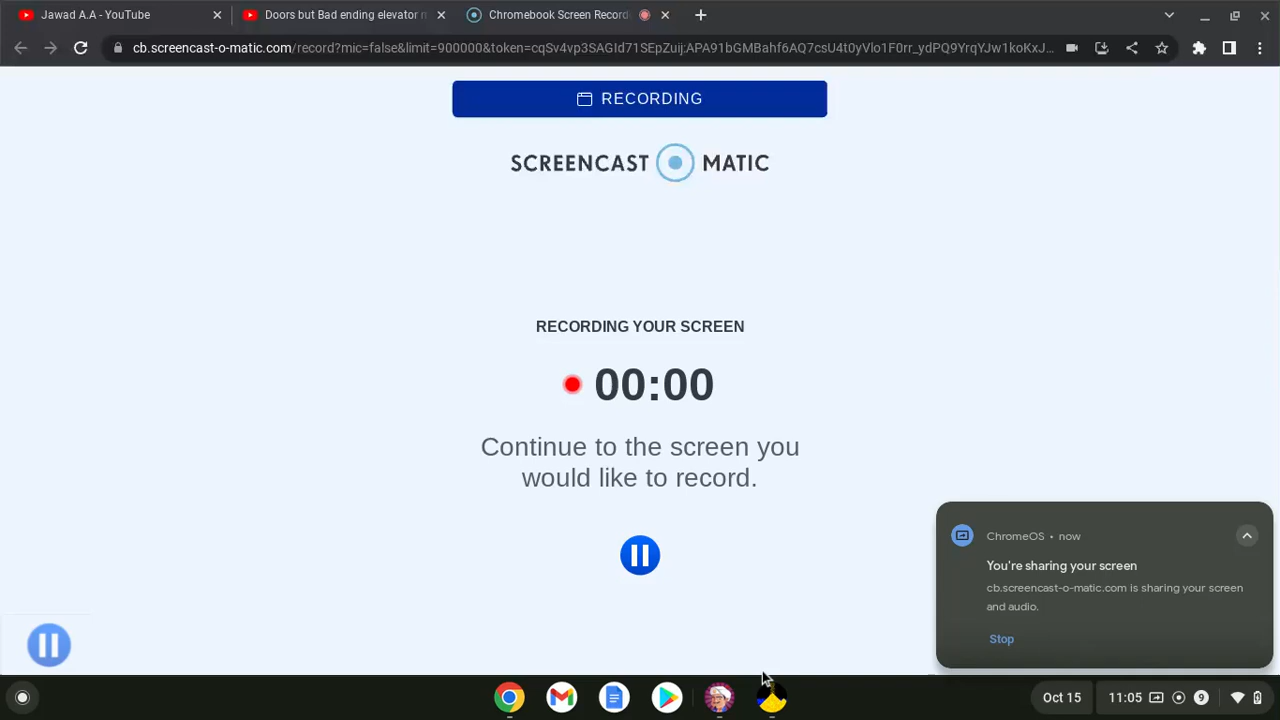 Jawad A.A - YouTube
Doors but Bad ending elevator m
Chromebook Screen Record
cb.screencast-o-matic.com/record?mic=false&limit=900000&token=cqSv4vp3SAGId71SEpZuij:APA91bGMBahf6AQ7csU4t0yVlo1F0rr_ydPQ9YrqYJw1koKxJ...
RECORDING
SCREENCAST MATIC
RECORDING YOUR SCREEN
00:00
Continue to the screen you
would like to record.
ChromeOS • now
You're sharing your screen
cb.screencast-o-matic.com is sharing your screen
and audio.
Stop
Oct 15
11:05
9